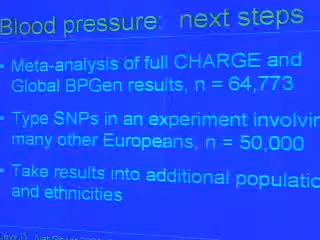 Blood pressure: next steps
- Meta-analysis of full CHARGE and
Global BPGen results, n = 64,773
- Type SNPs in an experiment involvin
many other Europeans, n = 50,000
- Take results into additional populatio
and ethnicities